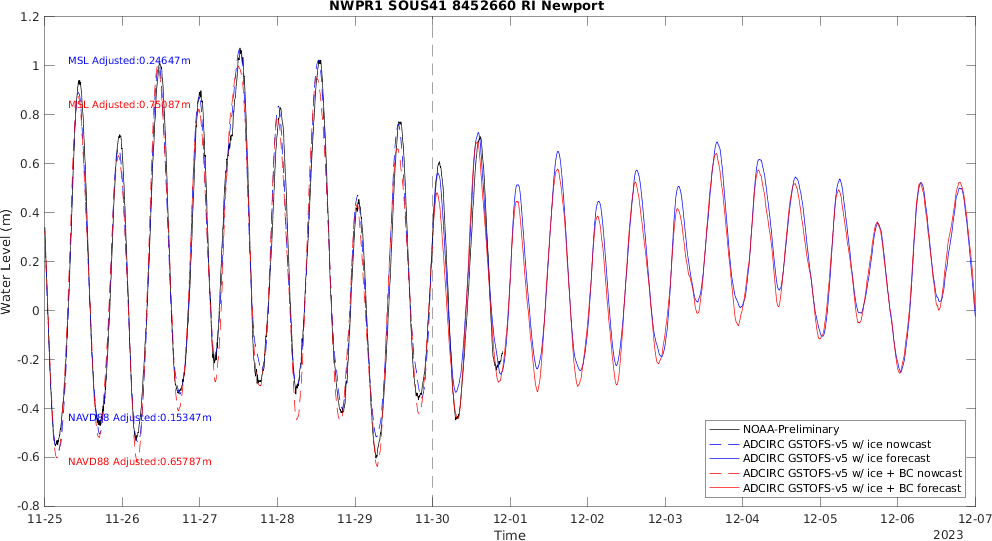 NWPR1 SOUS41 8452660 RI Newport
1.2
1
0.8
0.6
0.4
0.2
0
-0.2
-0.4
-0.6
-0.8
Water Level (m)
MSL Adjusted:0.24647m
MSL Adjusted:0.75087m
NAVD88 Adjusted:0.15347m
NAVD88 Adjusted:0.65787m
NOAA-Preliminary
ADCIRC GSTOFS-v5 w/ ice nowcast
ADCIRC GSTOFS-v5 w/ ice forecast
ADCIRC GSTOFS-v5 w/ ice + BC nowcast
ADCIRC GSTOFS-v5 w/ ice + BC forecast
11-25 11-26 11-27 11-28 11-29 11-30 12-01 12-02 12-03 12-04 12-05 12-06 12-07
Time
2023